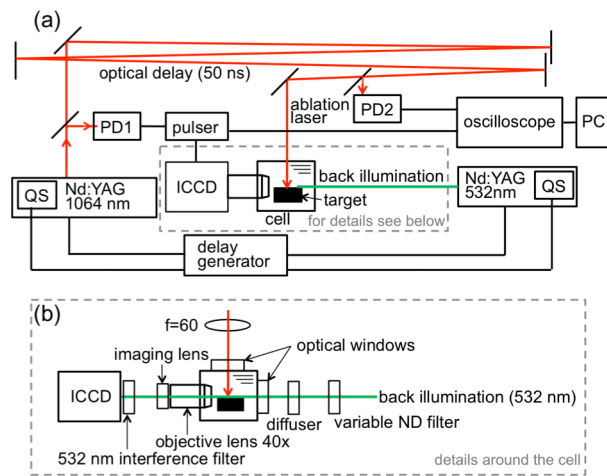 (a)
optical delay (50 ns)
ablation
laser
PD1
pulser
PD2
oscilloscope
PC
ICCD
back illumination
target
cell
for details see below
QS
Nd:YAG
1064 nm
Nd:YAG
532nm
QS
delay
generator
(b)
f=60
imaging lens
optical windows
ICCD
back illumination (532 nm)
diffuser
variable ND filter
objective lens 40x
532 nm interference filter
details around the cell